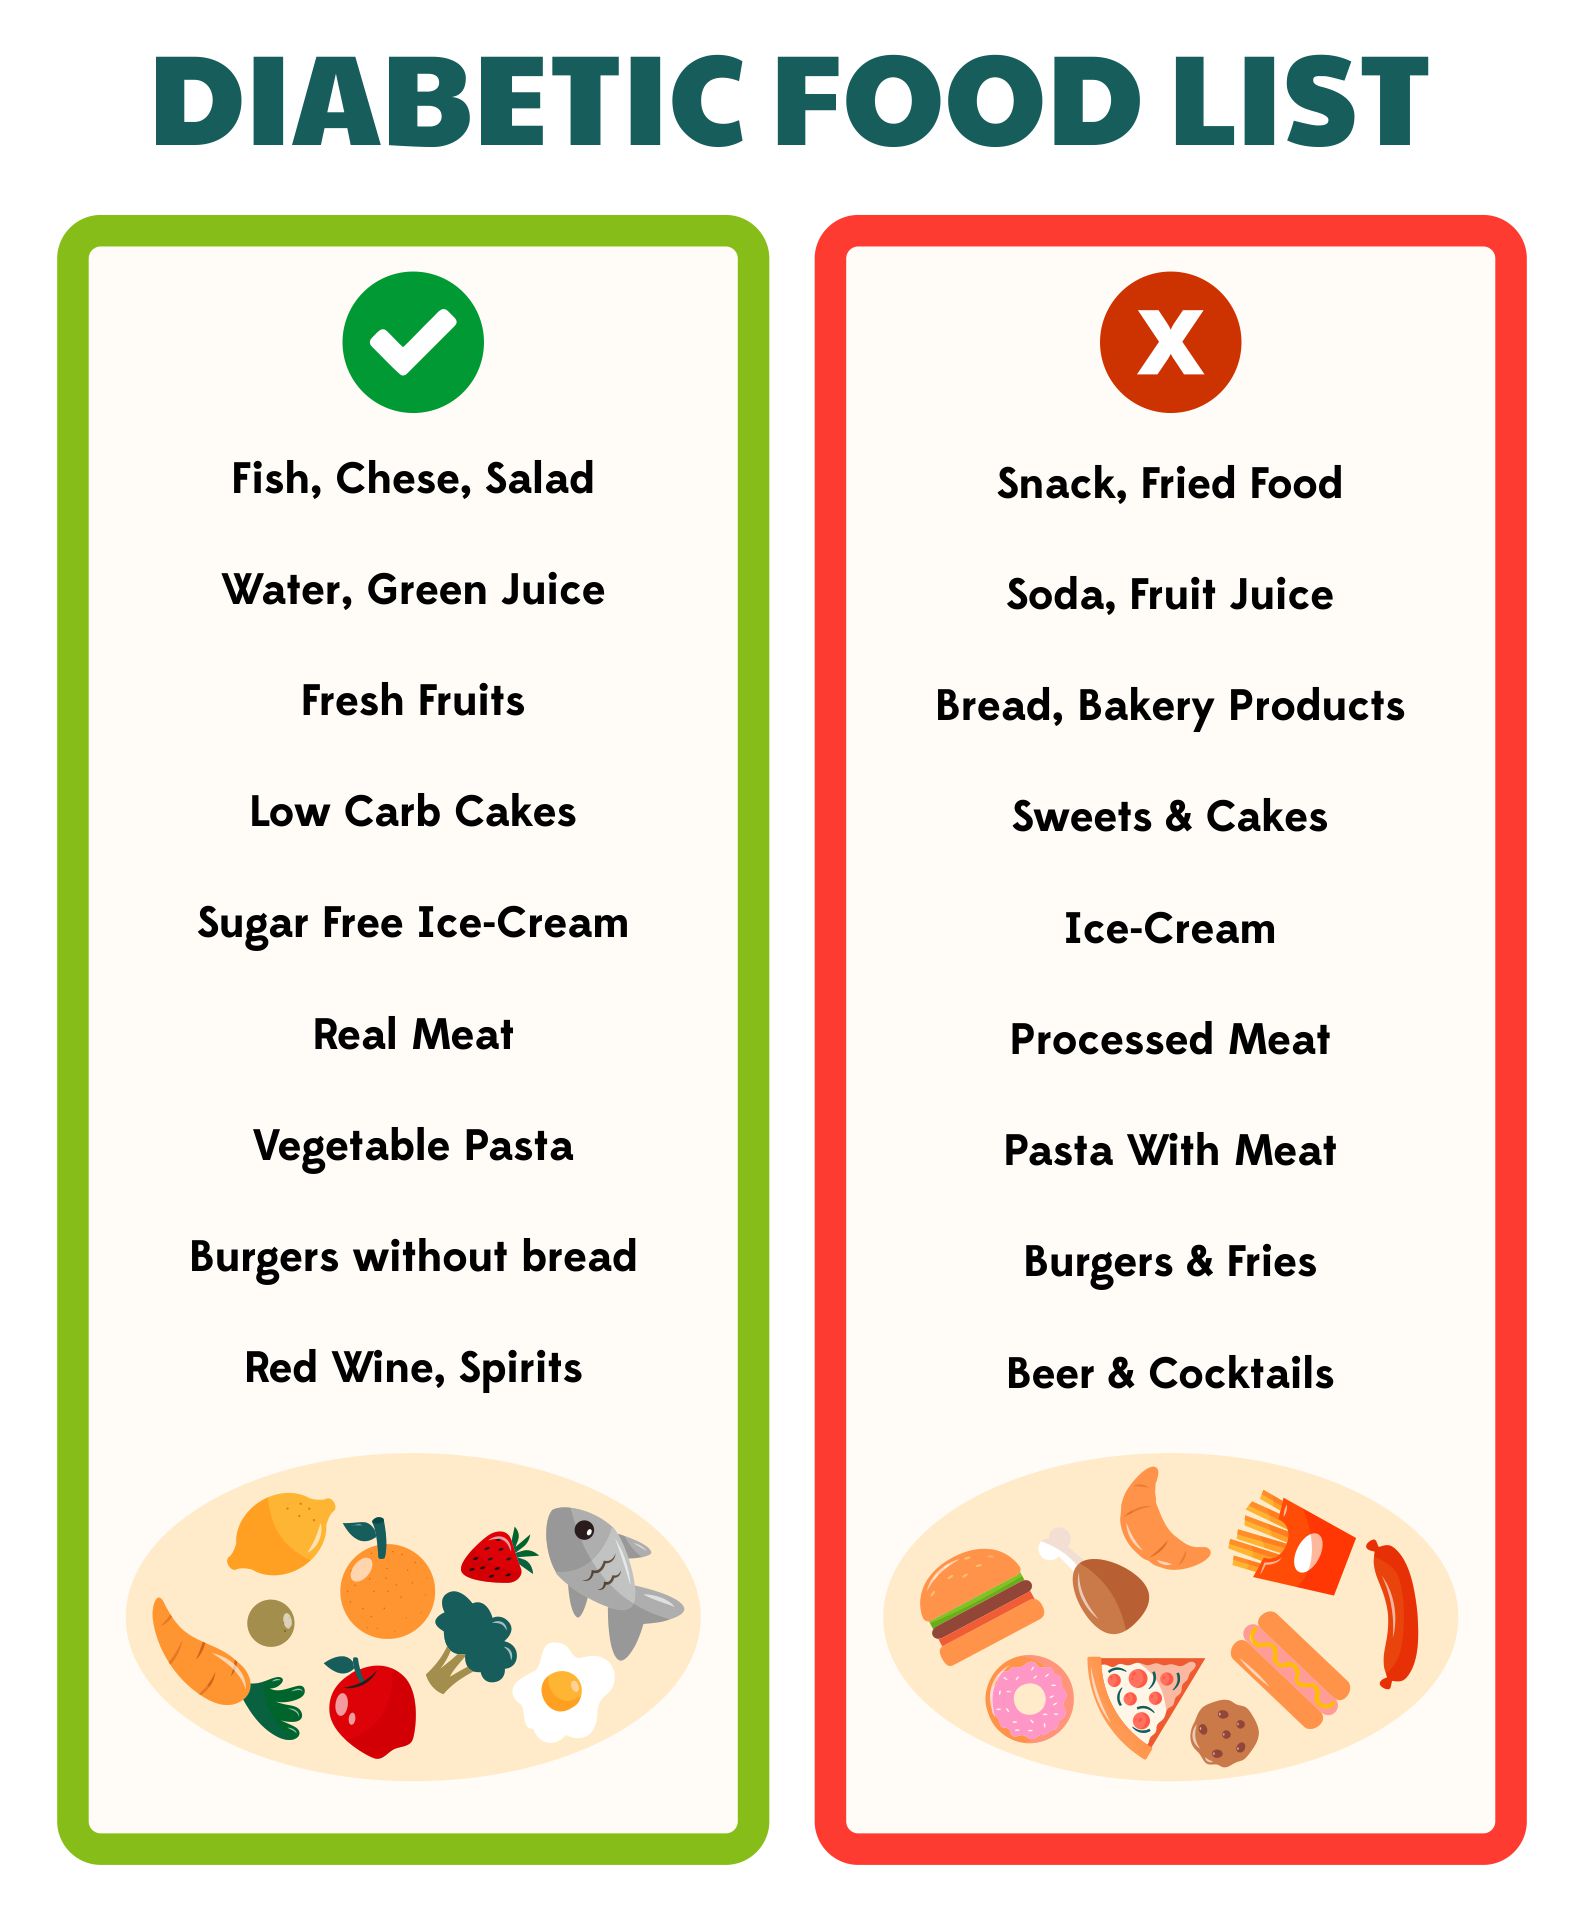 DIABETIC FOOD LIST
Fish, Chese, Salad
Water, Green Juice
Fresh Fruits
Low Carb Cakes
Sugar Free Ice-Cream
Real Meat
Vegetable Pasta
Burgers without bread
Red Wine, Spirits
X
Snack, Fried Food
Soda, Fruit Juice
Bread, Bakery Products
Sweets & Cakes
Ice-Cream
Processed Meat
Pasta With Meat
Burgers & Fries
Beer & Cocktails